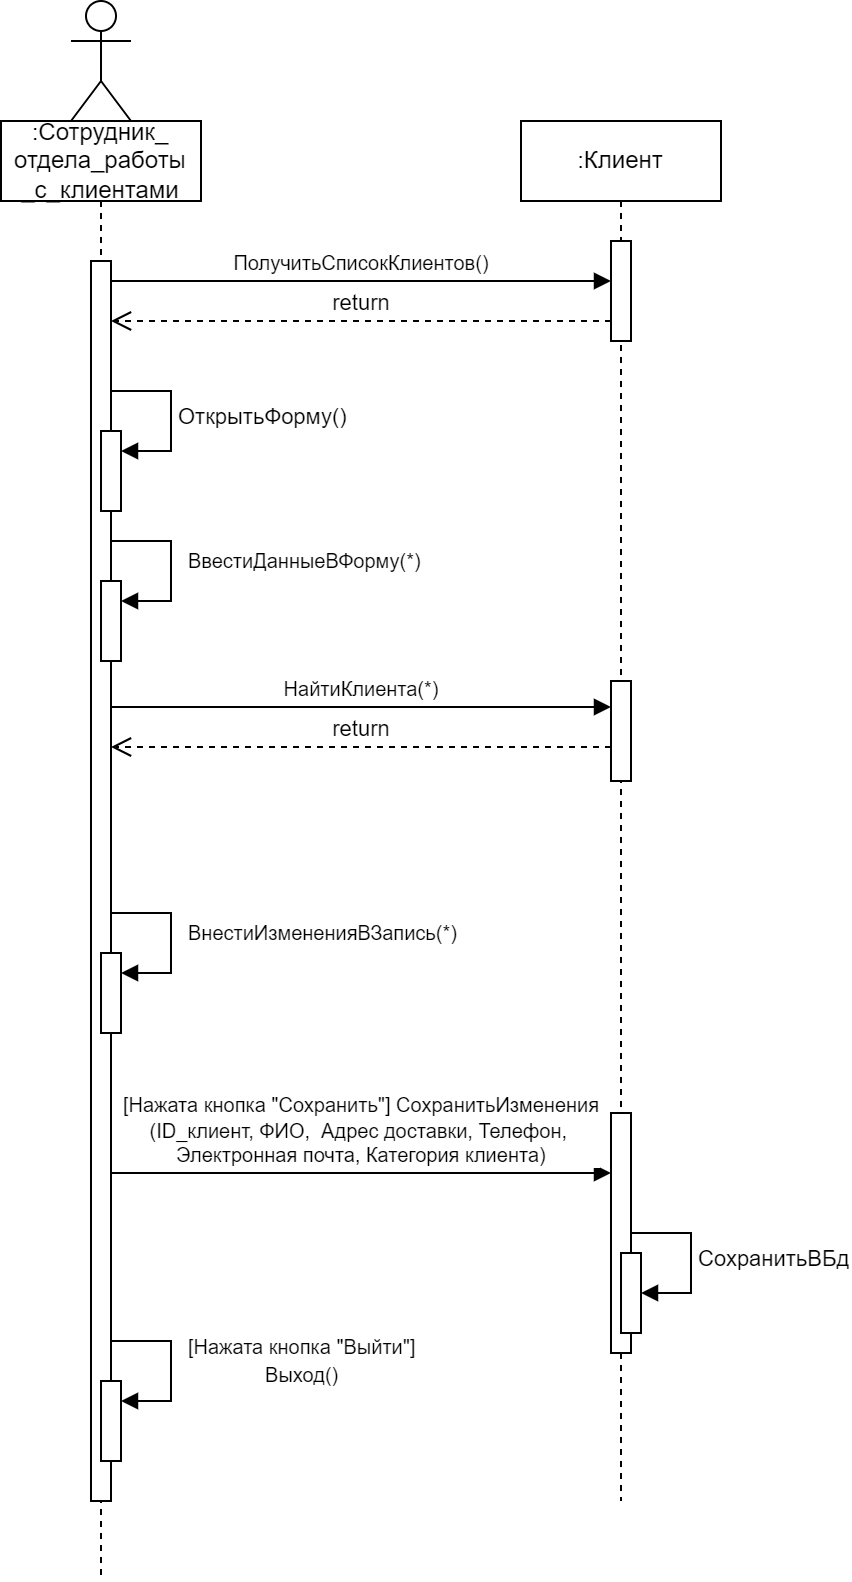 :Сотрудник_
отдела_работы
_с_клиентами
:Клиент
ПолучитьСписокКлиентов()
return
ОткрытьФорму()
ВвестиДанныеВФорму(*)
НайтиКлиента(*)
return
ВнестиИзмененияВЗапись(*)
[Нажата кнопка "Сохранить"] СохранитьИзменения
(ID_клиент, ФИО,  Адрес доставки, Телефон,
Электронная почта, Категория клиента)
СохранитьВБд
[Нажата кнопка "Выйти"]
Выход()